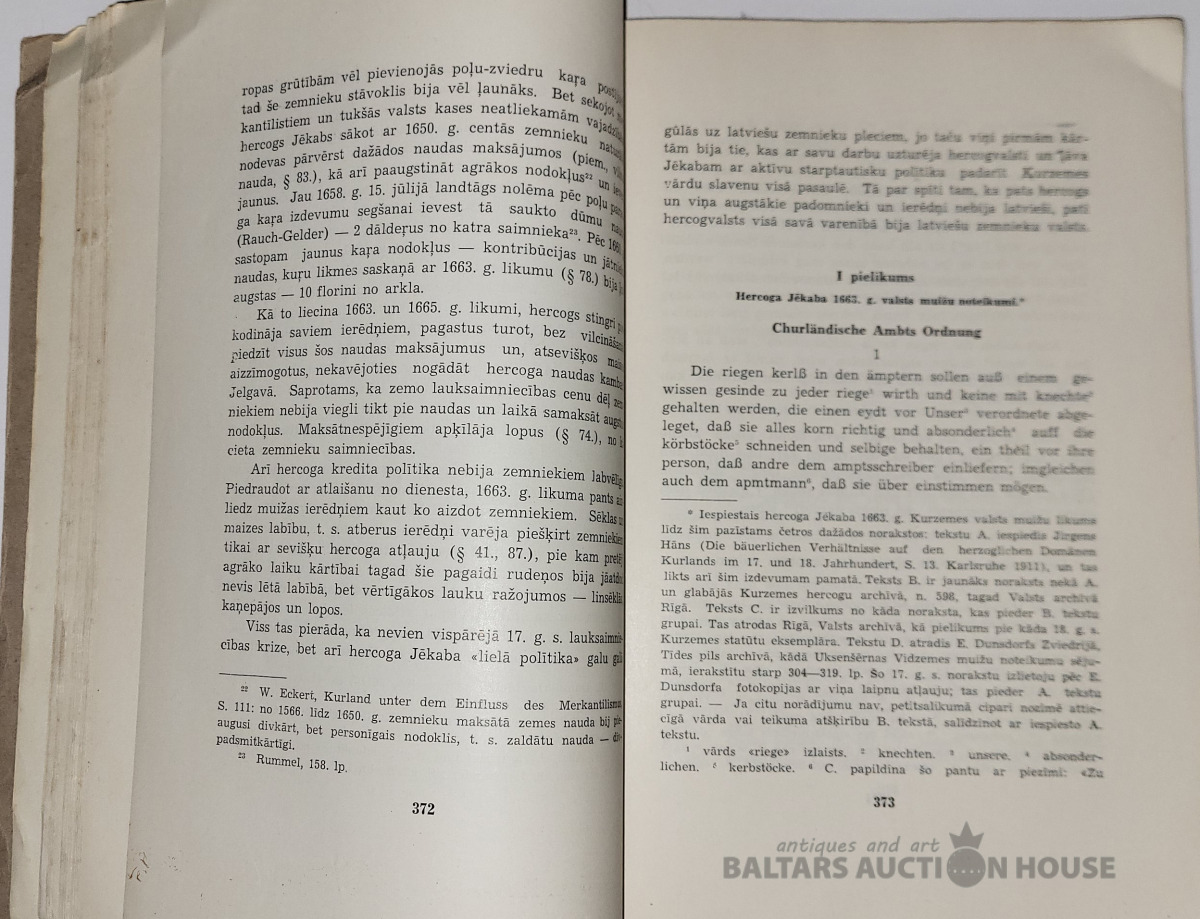 ropas grūtībām vēl pievienojās poļu-zviedru kaŗa
tad še zemnieku stāvoklis bija vēl ļaunāks. Bet sekojot
kantīlistiem un tukšās valsts kases neatliekamām
hercogs Jēkabs sākot ar 1650. g. centās zemnieku
nodevas pārvērst dažādos naudas maksājumos (piem.,
nauda, § 83.), kā arī paaugstināt agrākos nodokļus²² un
jaunus. Jau 1658. g. 15. jūlijā landtāgs nolēma pēc poļu
ga kaŗa izdevumu segšanai ievest tā saukto dūmu
(Rauch-Gelder) — 2 dāldeŗus no katra saimnieka²³. Pēc
sastopam jaunus kaŗa nodokļus — kontribūcijas un
naudas, kuŗu likmes saskaņā ar 1663. g. likumu (§ 78.) bija
augstas — 10 florini no arkla.
Kā to liecina 1663. un 1665. g. likumi, hercogs stingri
kodināja saviem ierēdņiem, pagastus turot, bez
piedzīt visus šos naudas maksājumus un, atsevišķos
aizzīmogotus, nekavējoties nogādāt hercoga naudas
Jelgavā. Saprotams, ka zemo lauksaimniecības cenu dēļ
niekiem nebija viegli tikt pie naudas un laikā samaksāt
nodokļus. Maksātnespējīgiem apķīlāja lopus (§ 74.), no
cieta zemnieku saimniecības.
Arī hercoga kredita polītika nebija zemniekiem
Piedraudot ar atlaišanu no dienesta, 1663. g. likuma pants
liedz muižas ierēdņiem kaut ko aizdot zemniekiem. Sēklas
maizes labību, t. s. atberus ierēdņi varēja piešķirt
tikai ar sevišķu hercoga atļauju (§ 41., 87.), pie kam
agrāko laiku kārtībai tagad šie pagaidi rudeņos bija
nevis lētā labībā, bet vērtīgākos lauku ražojumos —
kaņepājos un lopos.
Viss tas pierāda, ka nevien vispārējā 17. g. s.
cības krize, bet arī hercoga Jēkaba «lielā polītika» galu
²² W. Eckert, Kurland unter dem Einfluss des
S. 111: no 1566. līdz 1650. g. zemnieku maksātā zemes nauda bij
augusi divkārt, bet personīgais nodoklis, t. s. zaldātu nauda —
padsmitkārtīgi.
²³ Rummel, 158. lp.
372
gūlās uz latviešu zemnieku pleciem, jo taču viņi pirmām kār-
tām bija tie, kas ar savu darbu uzturēja hercogvalsti un ļāva
Jēkabam ar aktīvu starptautisku polītiku padarīt Kurzemes
vārdu slavenu visā pasaulē. Tā par spīti tam, ka pats hercogs
un viņa augstākie padomnieki un ierēdņi nebija latvieši, pati
hercogvalsts visā savā varenībā bija latviešu zemnieku valsts.
I pielikums
Hercoga Jēkaba 1663. g. valsts muižu noteikumi.*
Churländische Ambts Ordnung
1
Die riegen kerlß in den ämptern sollen auß einem ge-
wissen gesinde zu jeder riege¹ wirth und keine mit knechte²
gehalten werden, die einen eydt vor Unser³ verordnete abge-
leget, daß sie alles korn richtig und absonderlich⁴ auff die
körbstöcke⁵ schneiden und selbige behalten, ein theil vor ihre
person, daß andre dem amptsschreiber einliefern; imgleichen
auch dem apmtmann⁶, daß sie über einstimmen mögen.
* Iespiestais hercoga Jēkaba 1663. g. Kurzemes valsts muižu likums
līdz šim pazīstams četros dažādos norakstos: tekstu A. iespiedis Jürgens
Häns (Die bäuerlichen Verhältnisse auf den herzoglichen Domänen
Kurlands im 17. und 18. Jahrhundert, S. 13. Karlsruhe 1911), un tas
likts arī šim izdevumam pamatā. Teksts B. ir jaunāks noraksts nekā A.
un glabājās Kurzemes hercogu archīvā, n. 598, tagad Valsts archīvā
Rīgā. Teksts C. ir izvilkums no kāda noraksta, kas pieder B. tekstu
grupai. Tas atrodas Rīgā, Valsts archīvā, kā pielikums pie kāda 18. g. s.
Kurzemes statūtu eksemplāra. Tekstu D. atradis E. Dunsdorfs Zviedrijā,
Tīdes pils archīvā, kādā Uksenšērnas Vidzemes muižu noteikumu sēju-
mā, ierakstītu starp 304—319. lp. Šo 17. g. s. norakstu izlietoju pēc E.
Dunsdorfa fotokopijas ar viņa laipnu atļauju; tas pieder A. tekstu
grupai. — Ja citu norādījumu nav, petītsalikumā cipari nozīmē attie-
cīgā vārda vai teikuma atšķirību B. tekstā, salīdzinot ar iespiesto A.
tekstu.
¹ vārds «riege» izlaists. ² knechten. ³ unsere. ⁴ absonder-
lichen. ⁵ kerbstöcke. ⁶ C. papildina šo pantu ar piezīmi: «Zu
373
antiques and art
BALTARS AUCTION HOUSE